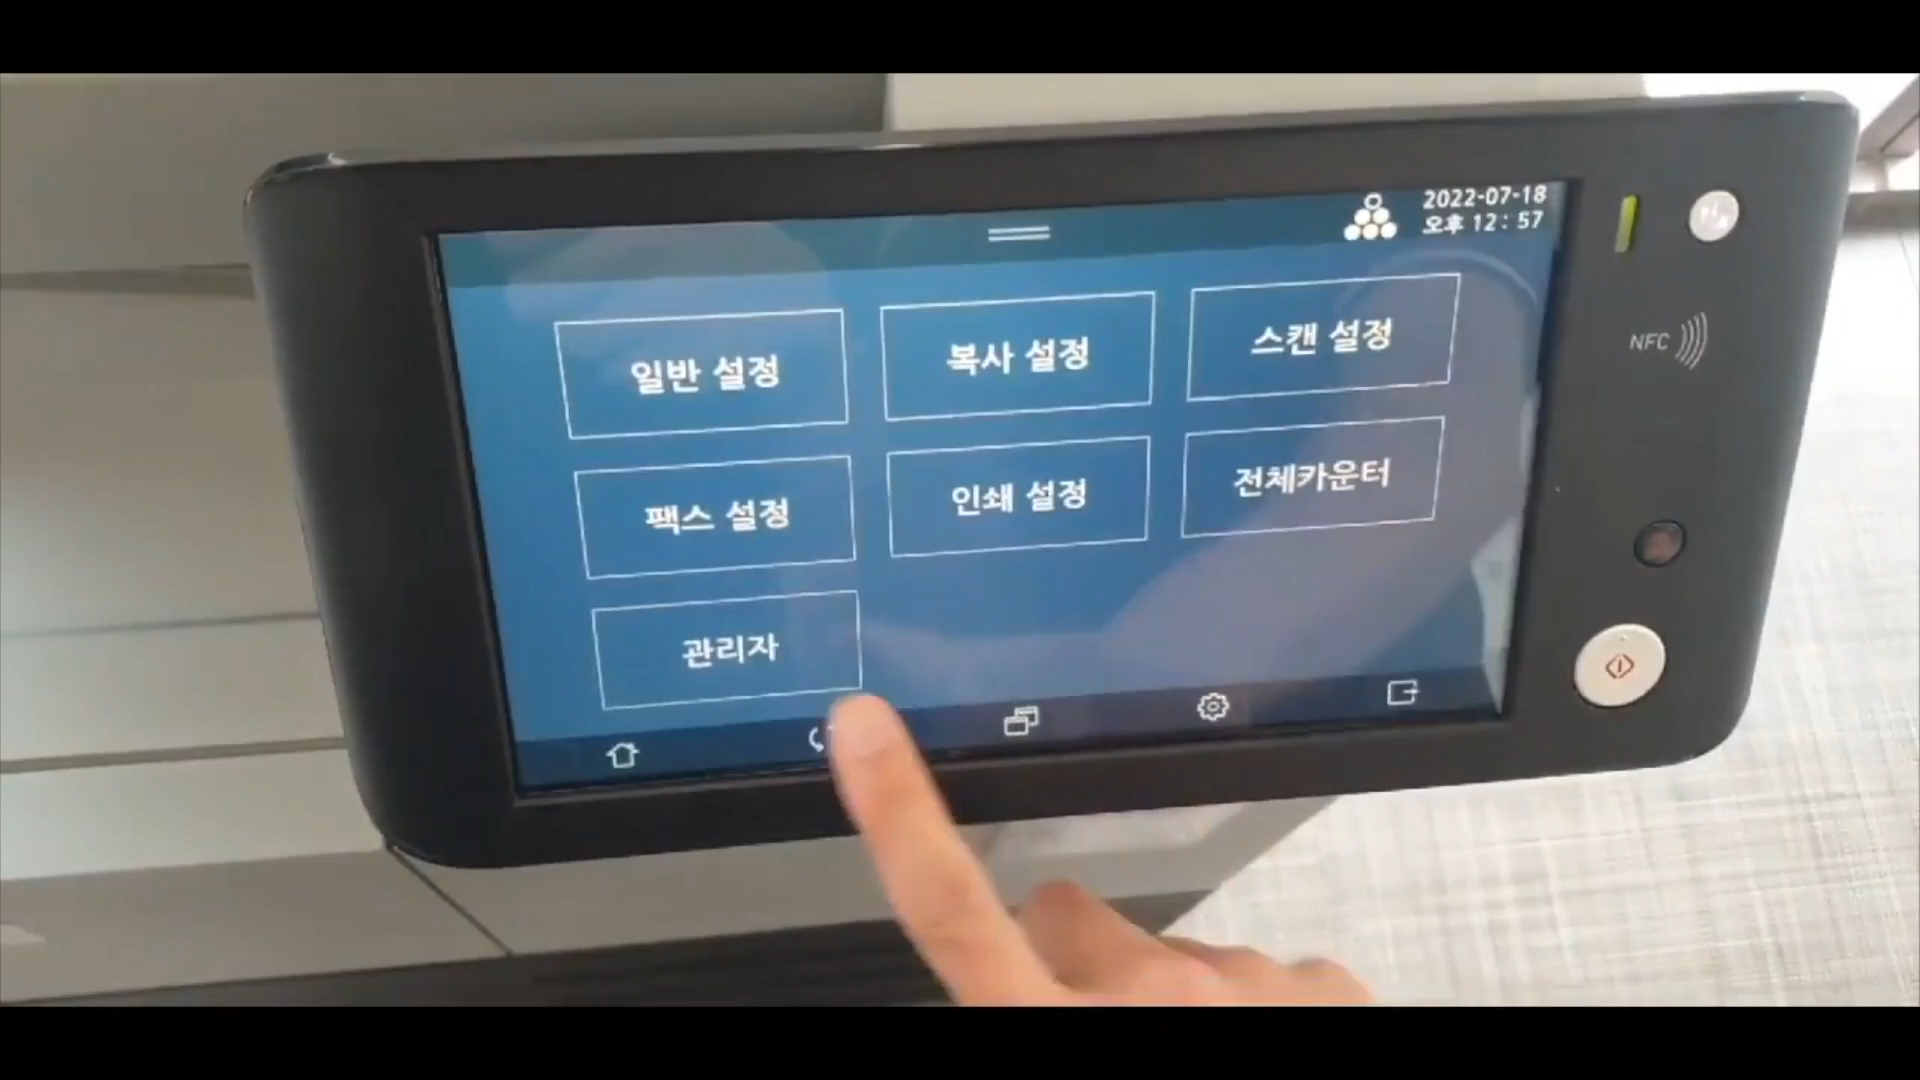 2022-07-18
오후 12:57
일반 설정
복사 설정
스캔 설정
팩스 설정
인쇄 설정
전체카운터
관리자
NFC